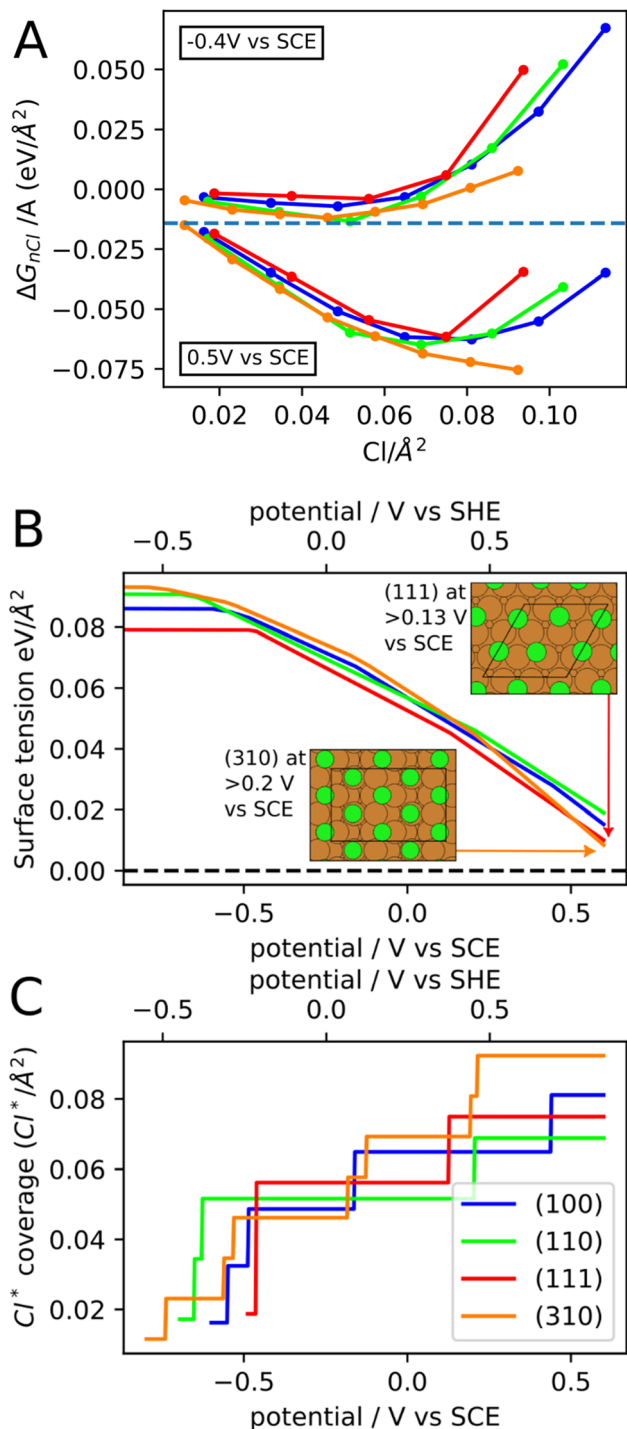 A
-0.4V vs SCE
0.050
0.025
0.000
−0.025
−0.050
−0.075
ΔG_nCl /A (eV/Å²)
0.5V vs SCE
0.02 0.04 0.06 0.08 0.10
Cl/Å²
potential / V vs SHE
B
−0.5 0.0 0.5
(111) at
>0.13 V
vs SCE
0.08
0.06
0.04
0.02
0.00
Surface tension eV/Å²
(310) at
>0.2 V
vs SCE
−0.5 0.0 0.5
potential / V vs SCE
potential / V vs SHE
C
−0.5 0.0 0.5
0.08
0.06
0.04
0.02
Cl* coverage (Cl*/Å²)
(100)
(110)
(111)
(310)
−0.5 0.0 0.5
potential / V vs SCE